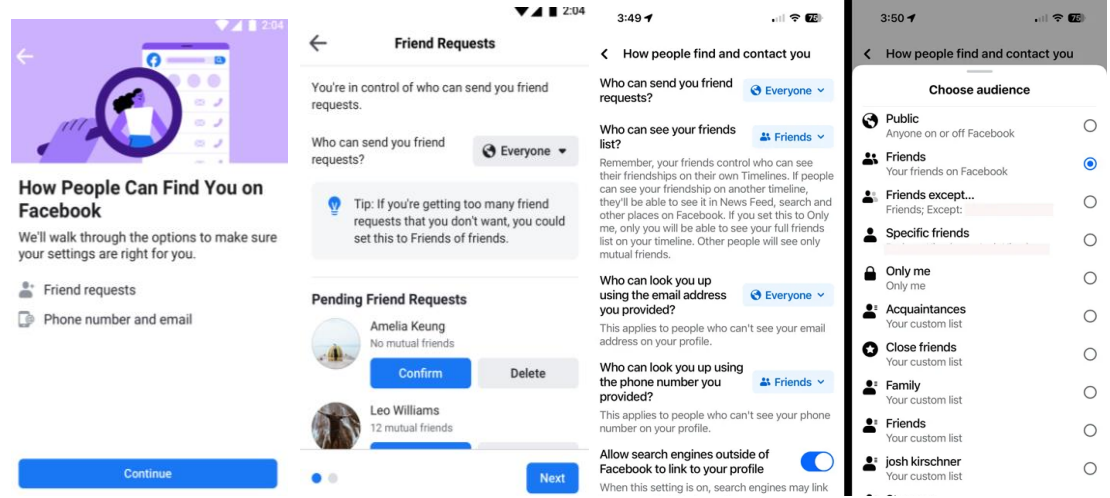 2:04
How People Can Find You on
Facebook
We'll walk through the options to make sure
your settings are right for you.
Friend requests
Phone number and email
Continue
2:04
Friend Requests
You're in control of who can send you friend
requests.
Who can send you friend
requests?
Everyone
Tip: If you're getting too many friend
requests that you don't want, you could
set this to Friends of friends.
Pending Friend Requests
Amelia Keung
No mutual friends
Confirm
Delete
Leo Williams
12 mutual friends
Next
3:49
76
How people find and contact you
Who can send you friend
requests?
Everyone
Who can see your friends
list?
Friends
Remember, your friends control who can see
their friendships on their own Timelines. If people
can see your friendship on another timeline,
they'll be able to see it in News Feed, search and
other places on Facebook. If you set this to Only
me, only you will be able to see your full friends
list on your timeline. Other people will see only
mutual friends.
Who can look you up
using the email address
you provided?
Everyone
This applies to people who can't see your email
address on your profile.
Who can look you up using
the phone number you
provided?
Friends
This applies to people who can't see your phone
number on your profile.
Allow search engines outside of
Facebook to link to your profile
When this setting is on, search engines may link
3:50
How people find and contact you
Choose audience
Public
Anyone on or off Facebook
Friends
Your friends on Facebook
Friends except...
Friends; Except:
Specific friends
Only me
Only me
Acquaintances
Your custom list
Close friends
Your custom list
Family
Your custom list
Friends
Your custom list
josh kirschner
Your custom list